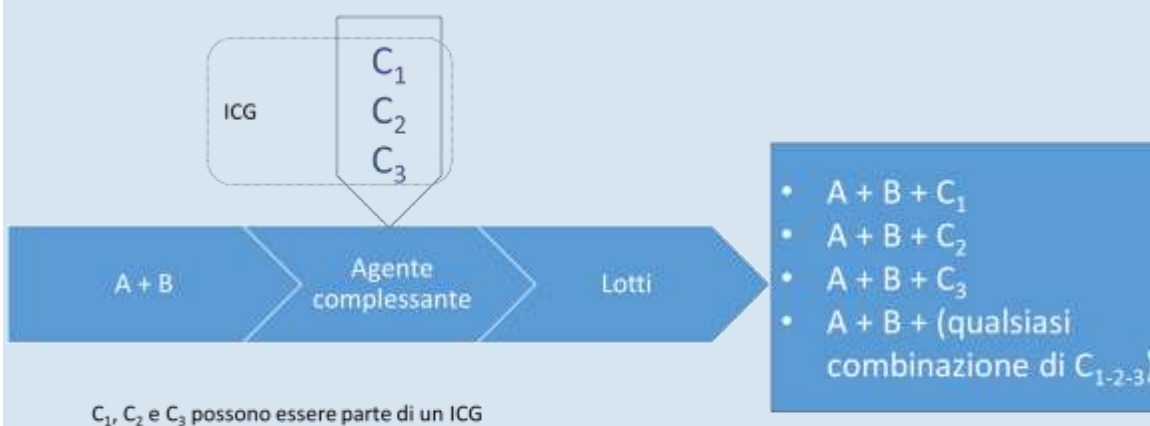 C₁
ICG
C₂
C₃
A + B
Agente
complessante
Lotti
• A + B + C₁
• A + B + C₂
• A + B + C₃
• A + B + (qualsiasi
combinazione di C₁₋₂₋₃)
C₁, C₂ e C₃ possono essere parte di un ICG